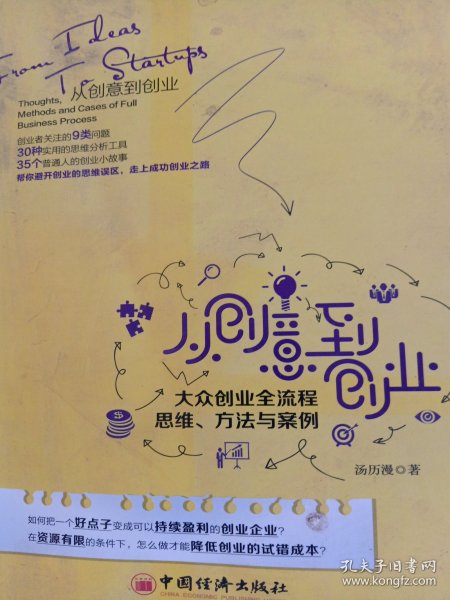 From Ideas
To Startups
Thoughts, 从创意到创业
Methods and Cases of Full
Business Process
创业者关注的9类问题
30种实用的思维分析工具
35个普通人的创业小故事
帮你避开创业的思维误区，走上成功创业之路
从创意到
创业
大众创业全流程
思维、方法与案例
汤历漫◎著
如何把一个好点子变成可以持续盈利的创业企业？
在资源有限的条件下，怎么做才能降低创业的试错成本？
中国经济出版社
CHINA ECONOMIC PUBLISHING
孔夫子旧书网
www.kongfz.com